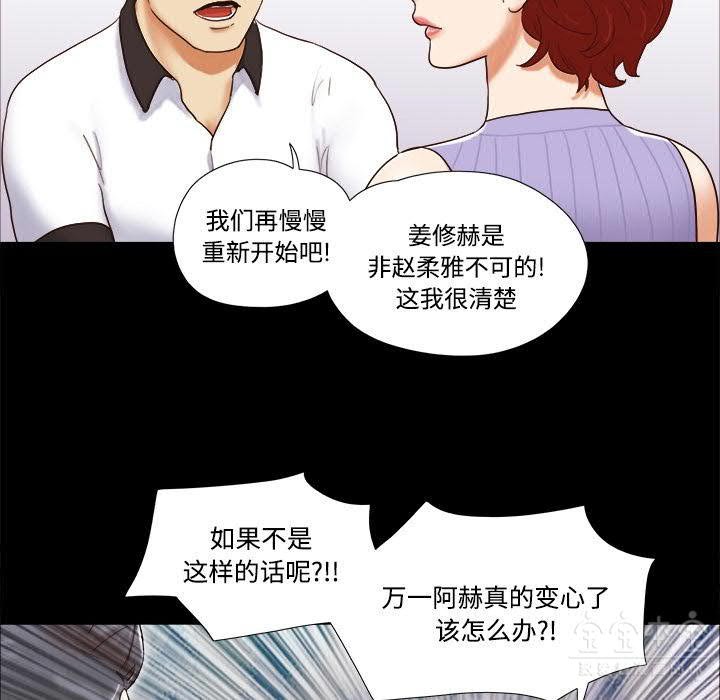 我们再慢慢
重新开始吧!
姜修赫是
非赵柔雅不可的!
这我很清楚
如果不是
这样的话呢?!!
万一阿赫真的变心了
该怎么办?!